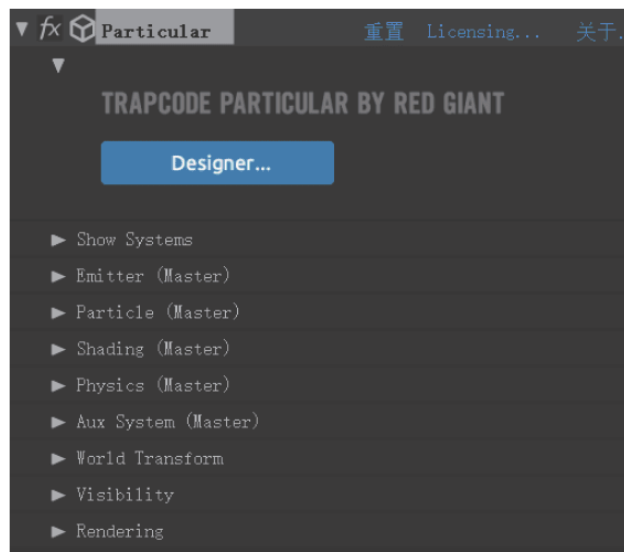 fx Particular 重置 Licensing... 关于.
TRAPCODE PARTICULAR BY RED GIANT
Designer...
Show Systems
Emitter (Master)
Particle (Master)
Shading (Master)
Physics (Master)
Aux System (Master)
World Transform
Visibility
Rendering